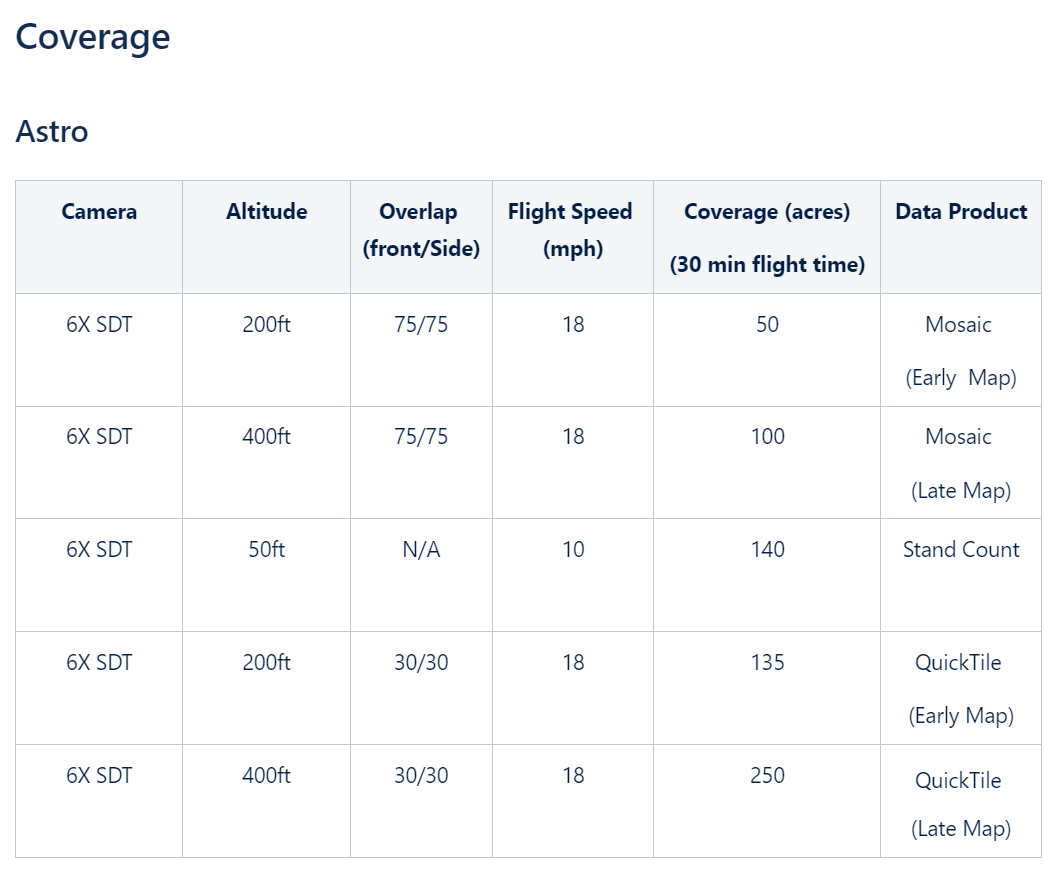 Coverage
Astro
Camera Altitude Overlap Flight Speed Coverage (acres) Data Product
(front/Side) (mph) (30 min flight time)
6X SDT 200ft 75/75 18 50 Mosaic
(Early Map)
6X SDT 400ft 75/75 18 100 Mosaic
(Late Map)
6X SDT 50ft N/A 10 140 Stand Count
6X SDT 200ft 30/30 18 135 QuickTile
(Early Map)
6X SDT 400ft 30/30 18 250 QuickTile
(Late Map)